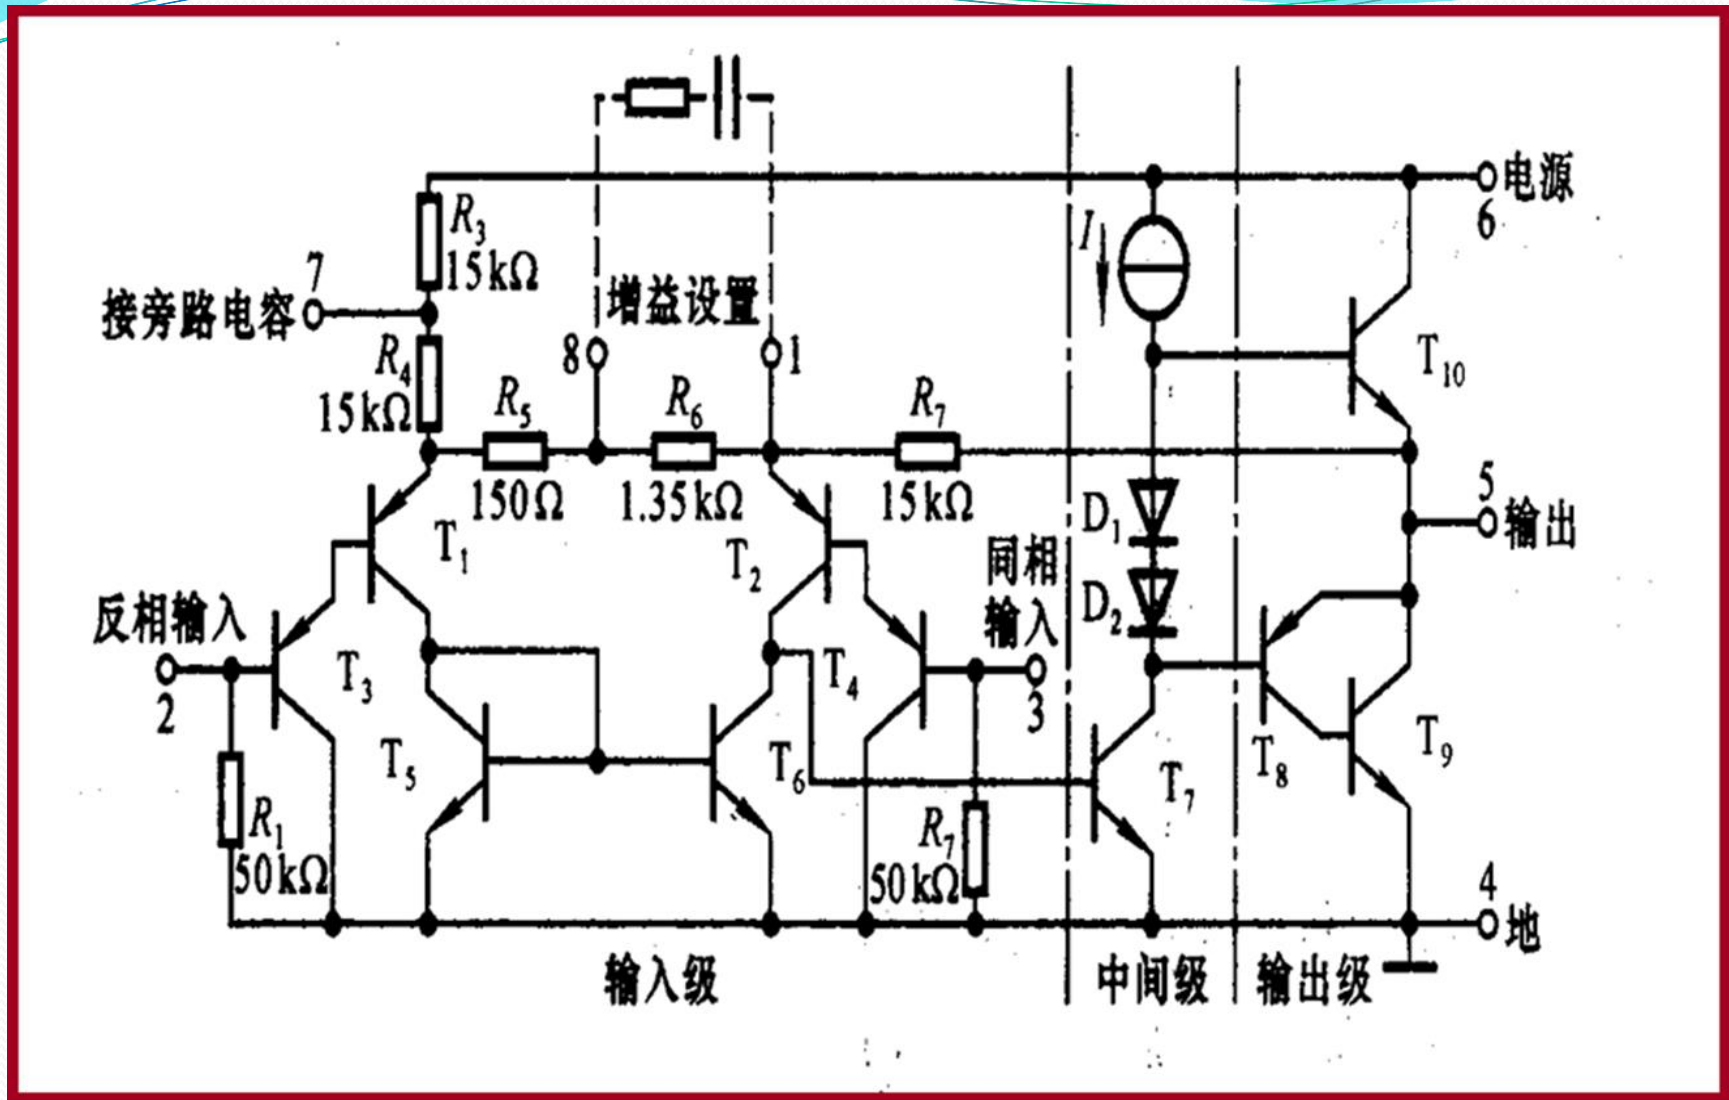 R3
15kΩ
7
接旁路电容
R4
15kΩ
增益设置
8
1
R5
150Ω
R6
1.35kΩ
R7
15kΩ
I
电源
6
T10
D1
D2
5
输出
T1
T2
同相
输入
反相输入
2
T3
T4
3
T5
T6
T7
T8
T9
R1
50kΩ
R7
50kΩ
4
地
输入级
中间级
输出级